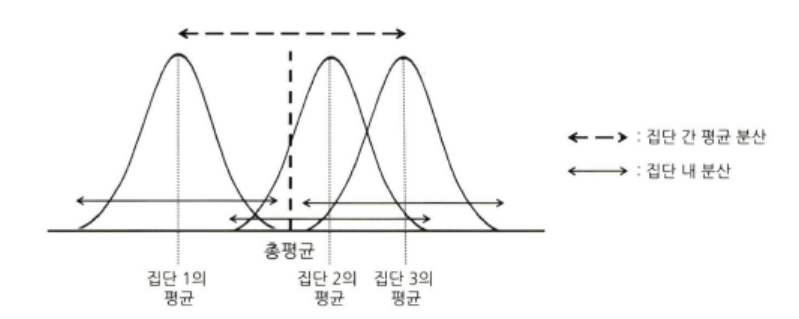 : 집단 간 평균 분산
: 집단 내 분산
총평균
집단 1의
평균
집단 2의
평균
집단 3의
평균